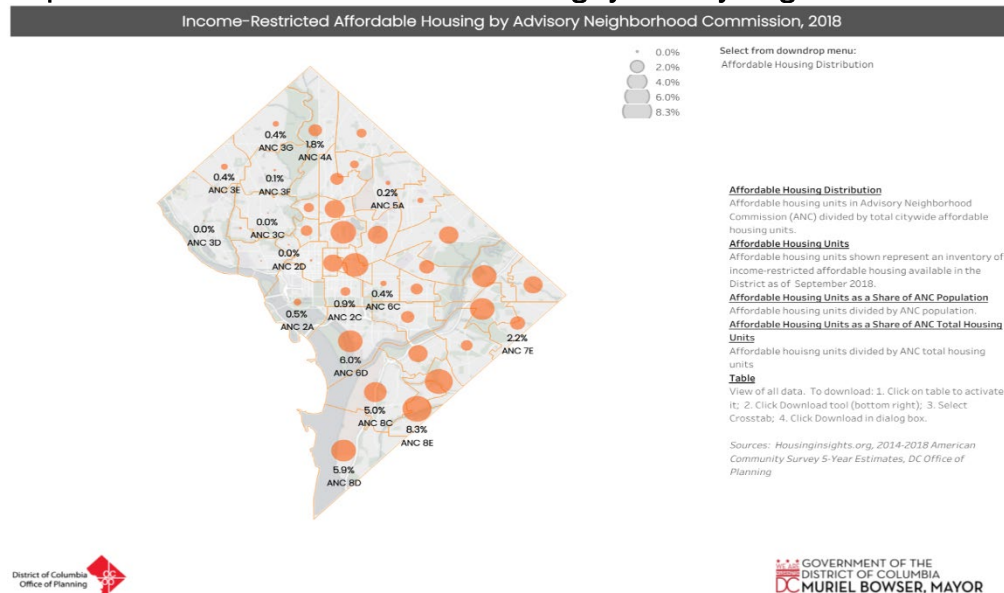 Income-Restricted Affordable Housing by Advisory Neighborhood Commission, 2018
0.0%
2.0%
4.0%
6.0%
8.3%
Select from downdrop menu:
Affordable Housing Distribution
0.4%
ANC 3G
1.8%
ANC 4A
0.4%
ANC 3E
0.1%
ANC 3F
0.2%
ANC 5A
0.0%
ANC 3D
0.0%
ANC 3C
0.0%
ANC 2D
0.5%
ANC 2A
0.9%
ANC 2C
0.4%
ANC 6C
2.2%
ANC 7E
6.0%
ANC 6D
5.0%
ANC 8C
8.3%
ANC 8E
5.9%
ANC 8D
Affordable Housing Distribution
Affordable housing units in Advisory Neighborhood
Commission (ANC) divided by total citywide affordable
housing units.
Affordable Housing Units
Affordable housing units shown represent an inventory of
income-restricted affordable housing available in the
District as of September 2018.
Affordable Housing Units as a Share of ANC Population
Affordable housing units divided by ANC population.
Affordable Housing Units as a Share of ANC Total Housing
Units
Affordable houisng units divided by ANC total housing
units
Table
View of all data. To download: 1. Click on table to activate
it; 2. Click Download tool (bottom right); 3. Select
Crosstab; 4. Click Download in dialog box.
Sources: Housinginsights.org, 2014-2018 American
Community Survey 5-Year Estimates, DC Office of
Planning
District of Columbia
Office of Planning
WE ARE
DC
GOVERNMENT OF THE
DISTRICT OF COLUMBIA
MURIEL BOWSER, MAYOR